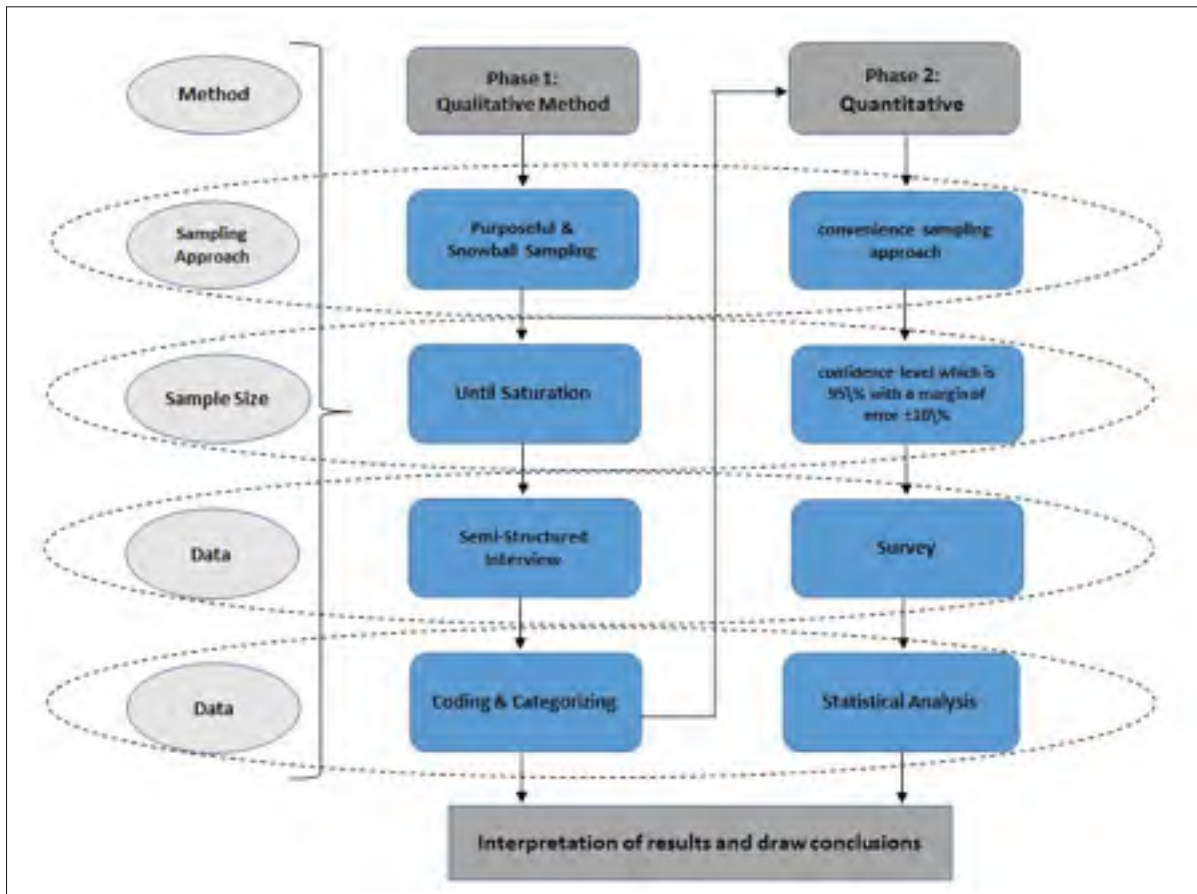 Method
Phase 1:
Qualitative Method
Phase 2:
Quantitative
Sampling
Approach
Purposeful &
Snowball Sampling
convenience sampling
approach
Sample Size
Until Saturation
confidence level which is
95\% with a margin of
error ±10\%
Data
Semi-Structured
Interview
Survey
Data
Coding & Categorizing
Statistical Analysis
Interpretation of results and draw conclusions